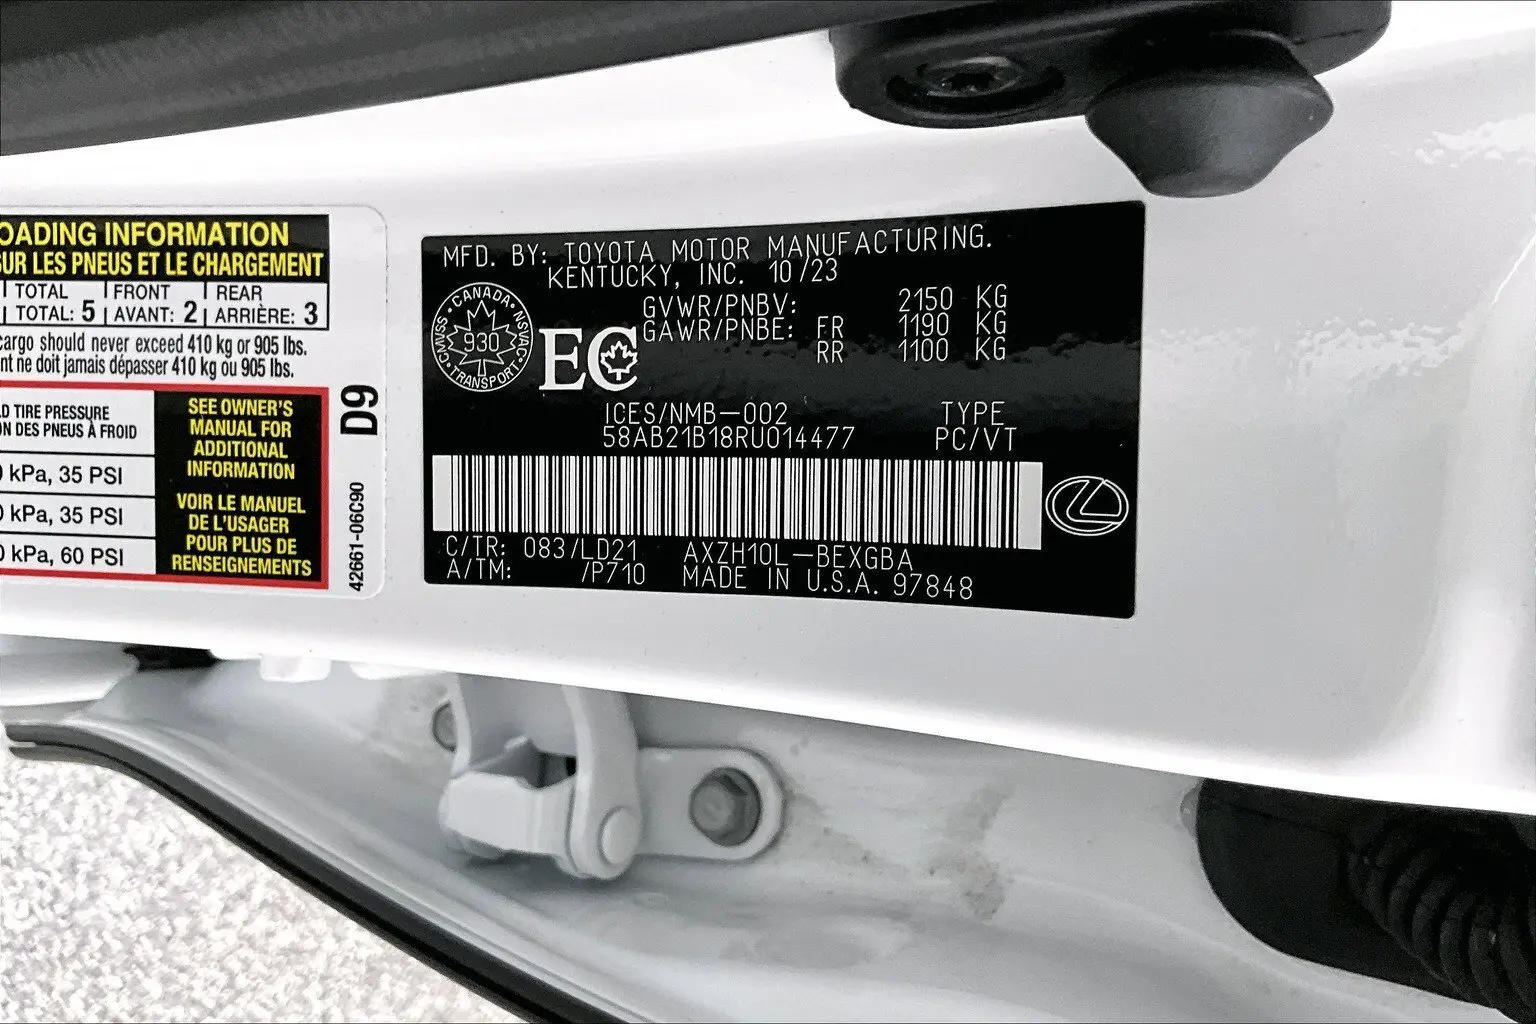 OADING INFORMATION
SUR LES PNEUS ET LE CHARGEMENT
TOTAL FRONT REAR
TOTAL: 5 AVANT: 2 ARRIÈRE: 3
cargo should never exceed 410 kg or 905 lbs.
nt ne doit jamais dépasser 410 kg ou 905 lbs.
D TIRE PRESSURE
ON DES PNEUS À FROID
0 kPa, 35 PSI
0 kPa, 35 PSI
0 kPa, 60 PSI
SEE OWNER'S
MANUAL FOR
ADDITIONAL
INFORMATION
VOIR LE MANUEL
DE L'USAGER
POUR PLUS DE
RENSEIGNEMENTS
D9
42661-06C90
MFD. BY: TOYOTA MOTOR MANUFACTURING.
KENTUCKY, INC. 10/23
GVWR/PNBV: 2150 KG
GAWR/PNBE: FR 1190 KG
RR 1100 KG
CANADA
CMVSS 930 NSVAC
TRANSPORT
EC
ICES/NMB-002 TYPE
58AB21B18RU014477 PC/VT
C/TR: 083/LD21 AXZH10L-BEXGBA
A/TM: /P710 MADE IN U.S.A. 97848